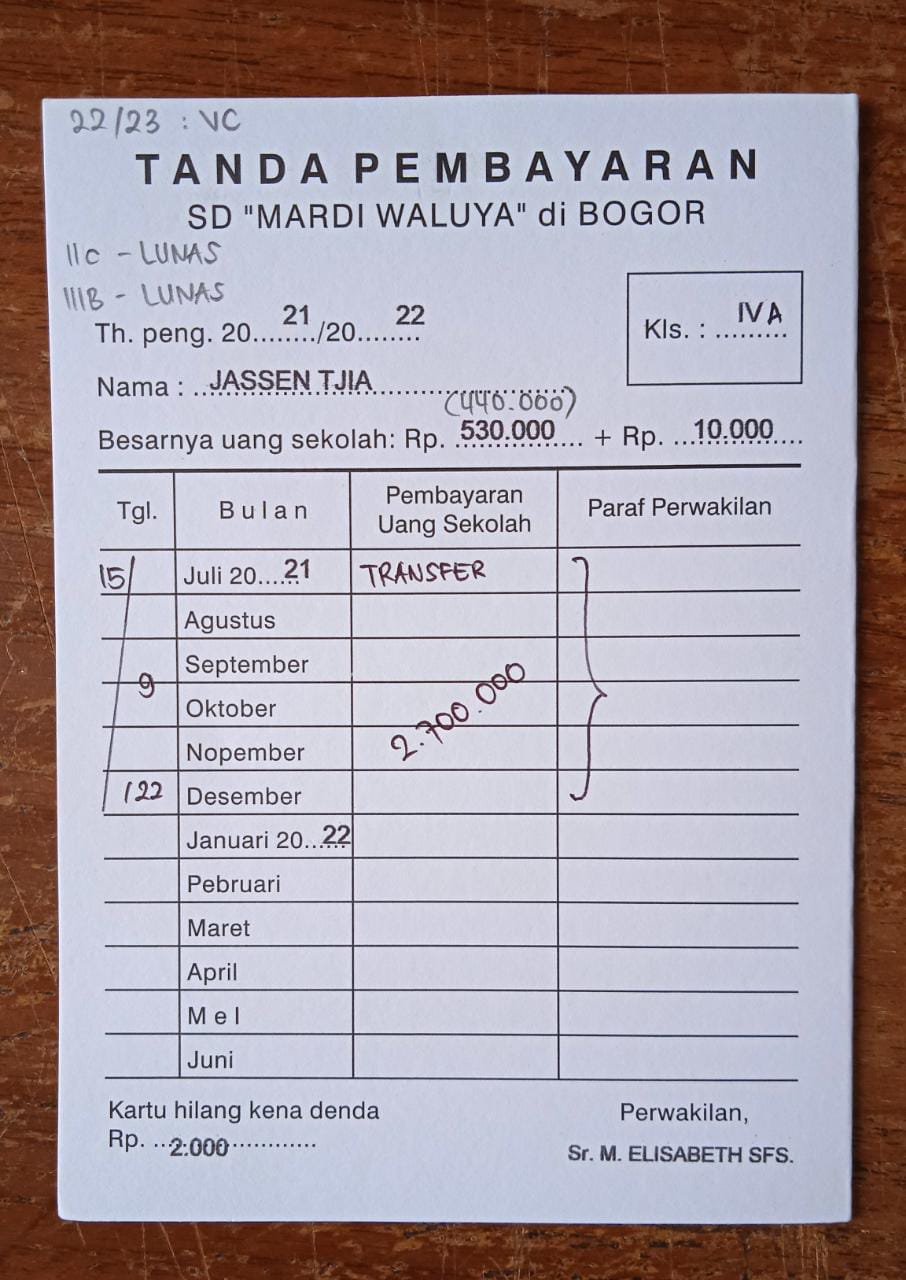 22/23 : VC
TANDA PEMBAYARAN
SD "MARDI WALUYA" di BOGOR
IIC - LUNAS
IIIB - LUNAS
Th. peng. 20...21.../20...22...
Kls. : IVA
Nama : JASSEN TJIA
(440.000)
Besarnya uang sekolah: Rp. 530.000 + Rp. 10.000
Tgl. Bulan Pembayaran Uang Sekolah Paraf Perwakilan
15/ Juli 20...21 TRANSFER
Agustus
September
9
Oktober
2.700.000
Nopember
/22 Desember
Januari 20...22
Pebruari
Maret
April
M e l
Juni
Kartu hilang kena denda
Perwakilan,
Rp. 2.000
Sr. M. ELISABETH SFS.